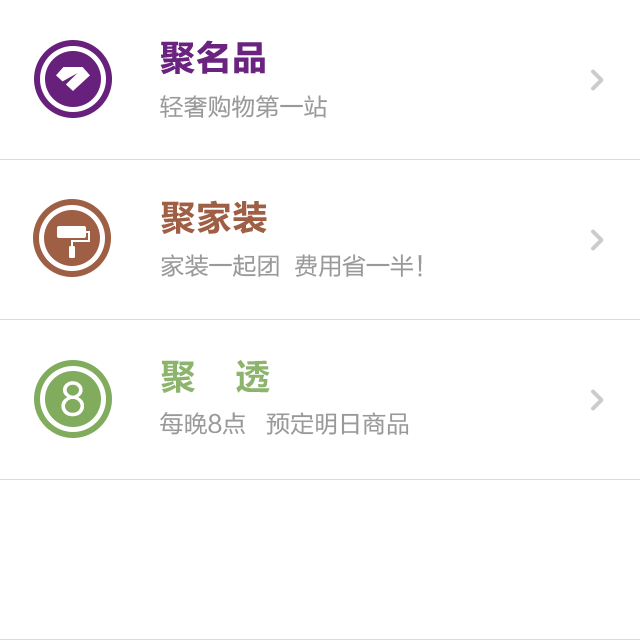 聚名品
轻奢购物第一站
聚家装
家装一起团 费用省一半!
8
聚 透
每晚8点 预定明日商品